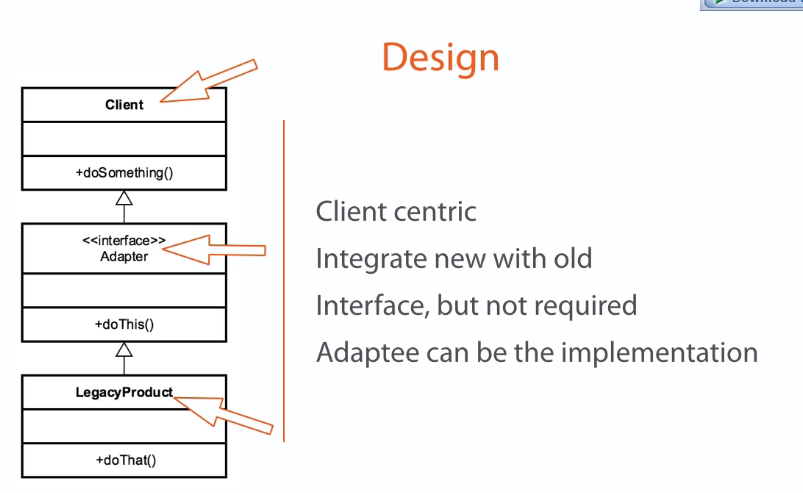 Download
Design
Client
+doSomething()
<<interface>>
Adapter
+doThis()
LegacyProduct
+doThat()
Client centric
Integrate new with old
Interface, but not required
Adaptee can be the implementation